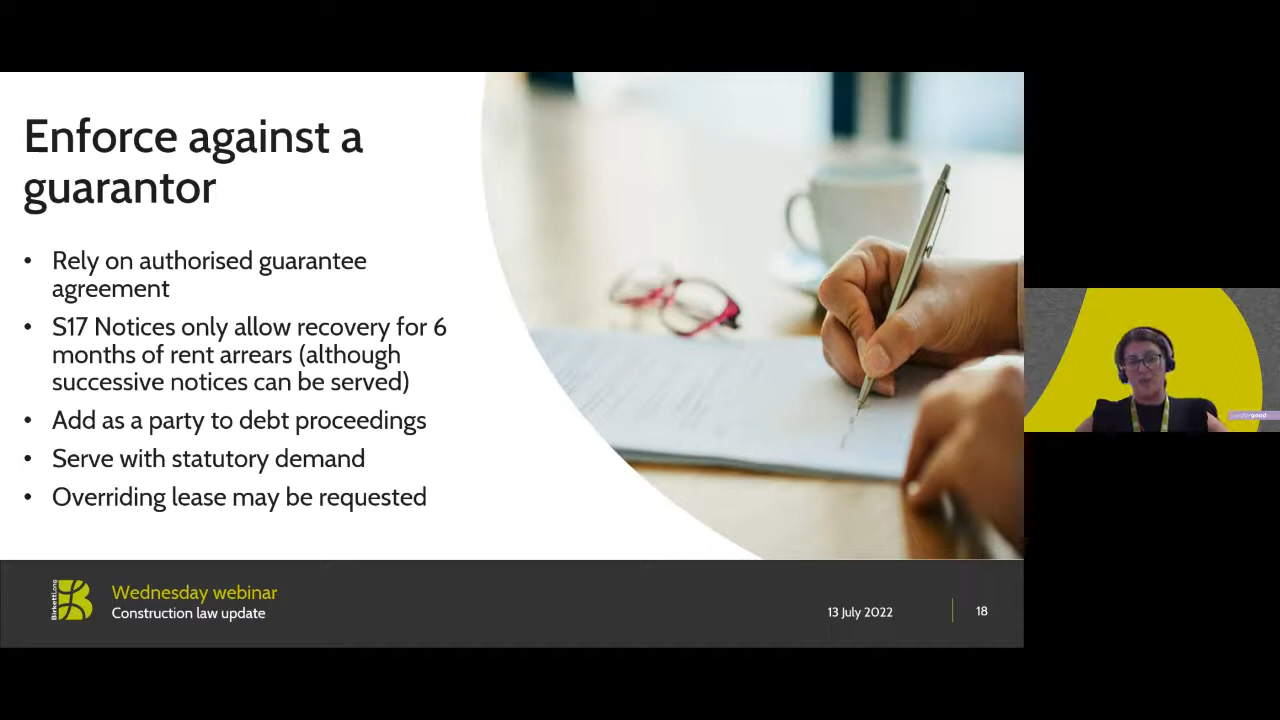 Enforce against a
guarantor
• Rely on authorised guarantee
agreement
• S17 Notices only allow recovery for 6
months of rent arrears (although
successive notices can be served)
• Add as a party to debt proceedings
• Serve with statutory demand
• Overriding lease may be requested
BirkettLong
Wednesday webinar
Construction law update
13 July 2022
18